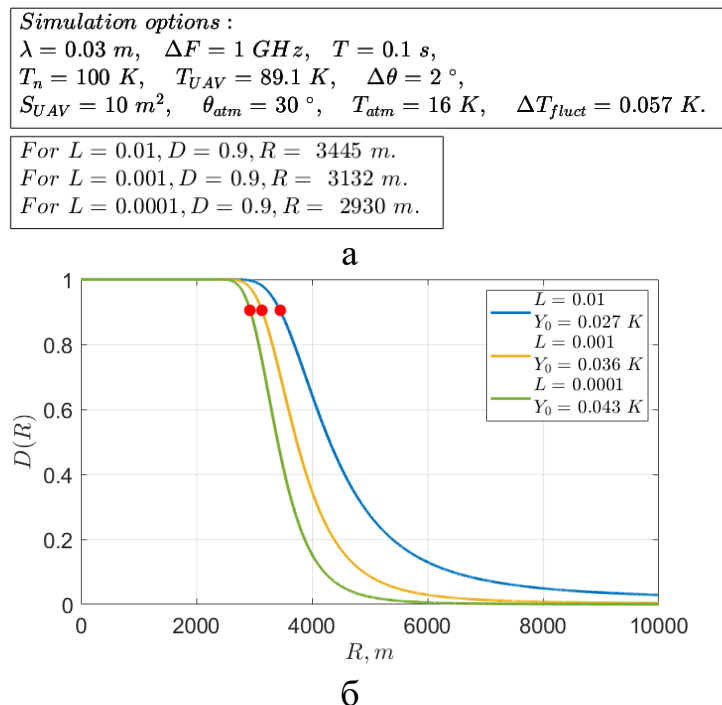 Simulation options :
λ = 0.03 m, ΔF = 1 GHz, T = 0.1 s,
T_n = 100 K, T_UAV = 89.1 K, Δθ = 2 °,
S_UAV = 10 m², θ_atm = 30 °, T_atm = 16 K, ΔT_fluct = 0.057 K.
For L = 0.01, D = 0.9, R = 3445 m.
For L = 0.001, D = 0.9, R = 3132 m.
For L = 0.0001, D = 0.9, R = 2930 m.
а
1
0.8
0.6
0.4
0.2
0
D(R)
L = 0.01
Y₀ = 0.027 K
L = 0.001
Y₀ = 0.036 K
L = 0.0001
Y₀ = 0.043 K
0 2000 4000 6000 8000 10000
R, m
б